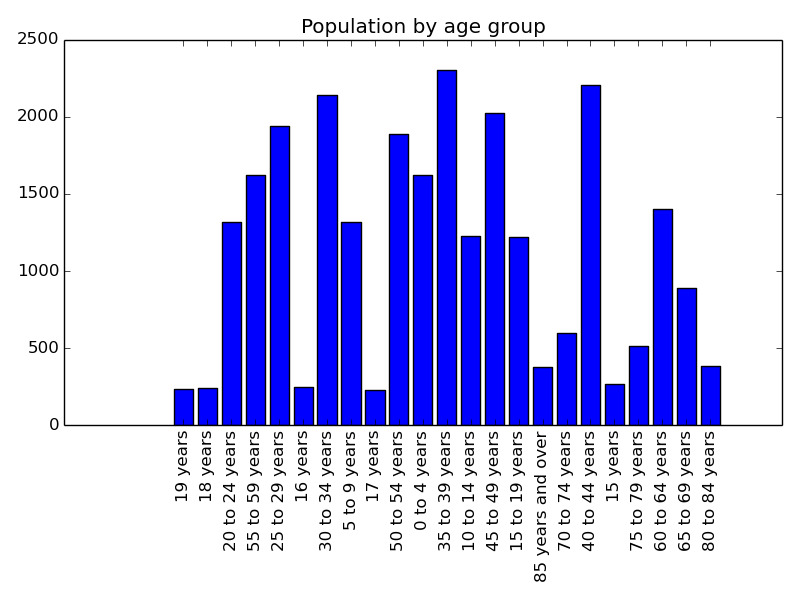 Population by age group
2500
2000
1500
1000
500
0
19 years
18 years
20 to 24 years
55 to 59 years
25 to 29 years
16 years
30 to 34 years
5 to 9 years
17 years
50 to 54 years
0 to 4 years
35 to 39 years
10 to 14 years
45 to 49 years
15 to 19 years
85 years and over
70 to 74 years
40 to 44 years
15 years
75 to 79 years
60 to 64 years
65 to 69 years
80 to 84 years